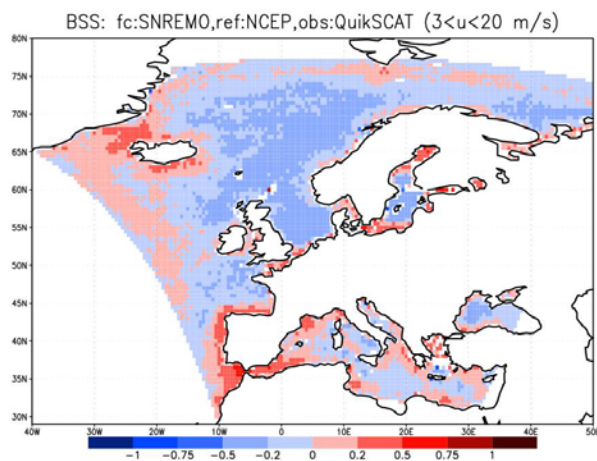 BSS: fc:SNREMO,ref:NCEP,obs:QuikSCAT (3<u<20 m/s)
80N
75N
70N
65N
60N
55N
50N
45N
40N
35N
30N
40W 30W 20W 10W 0 10E 20E 30E 40E 50E
-1 -0.75 -0.5 -0.2 0 0.2 0.5 0.75 1